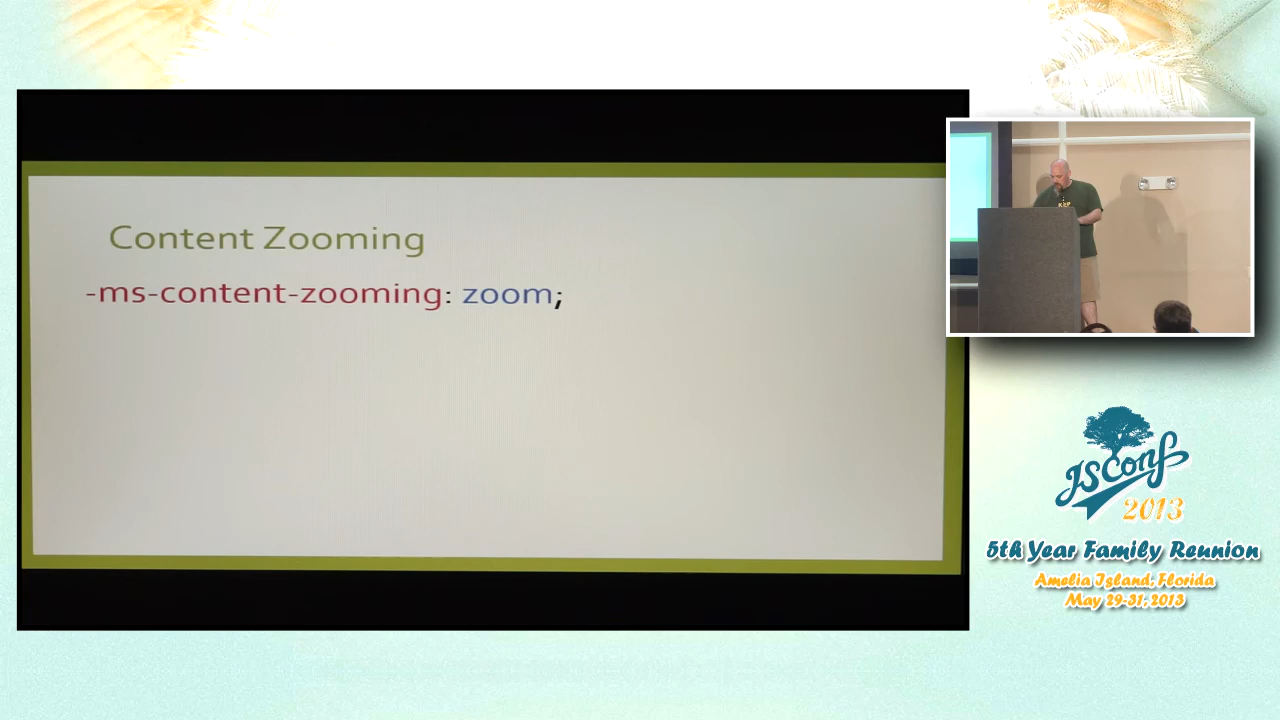 Content Zooming
-ms-content-zooming: zoom;
JSConf
2013
5th Year Family Reunion
Amelia Island, Florida
May 29-31, 2013